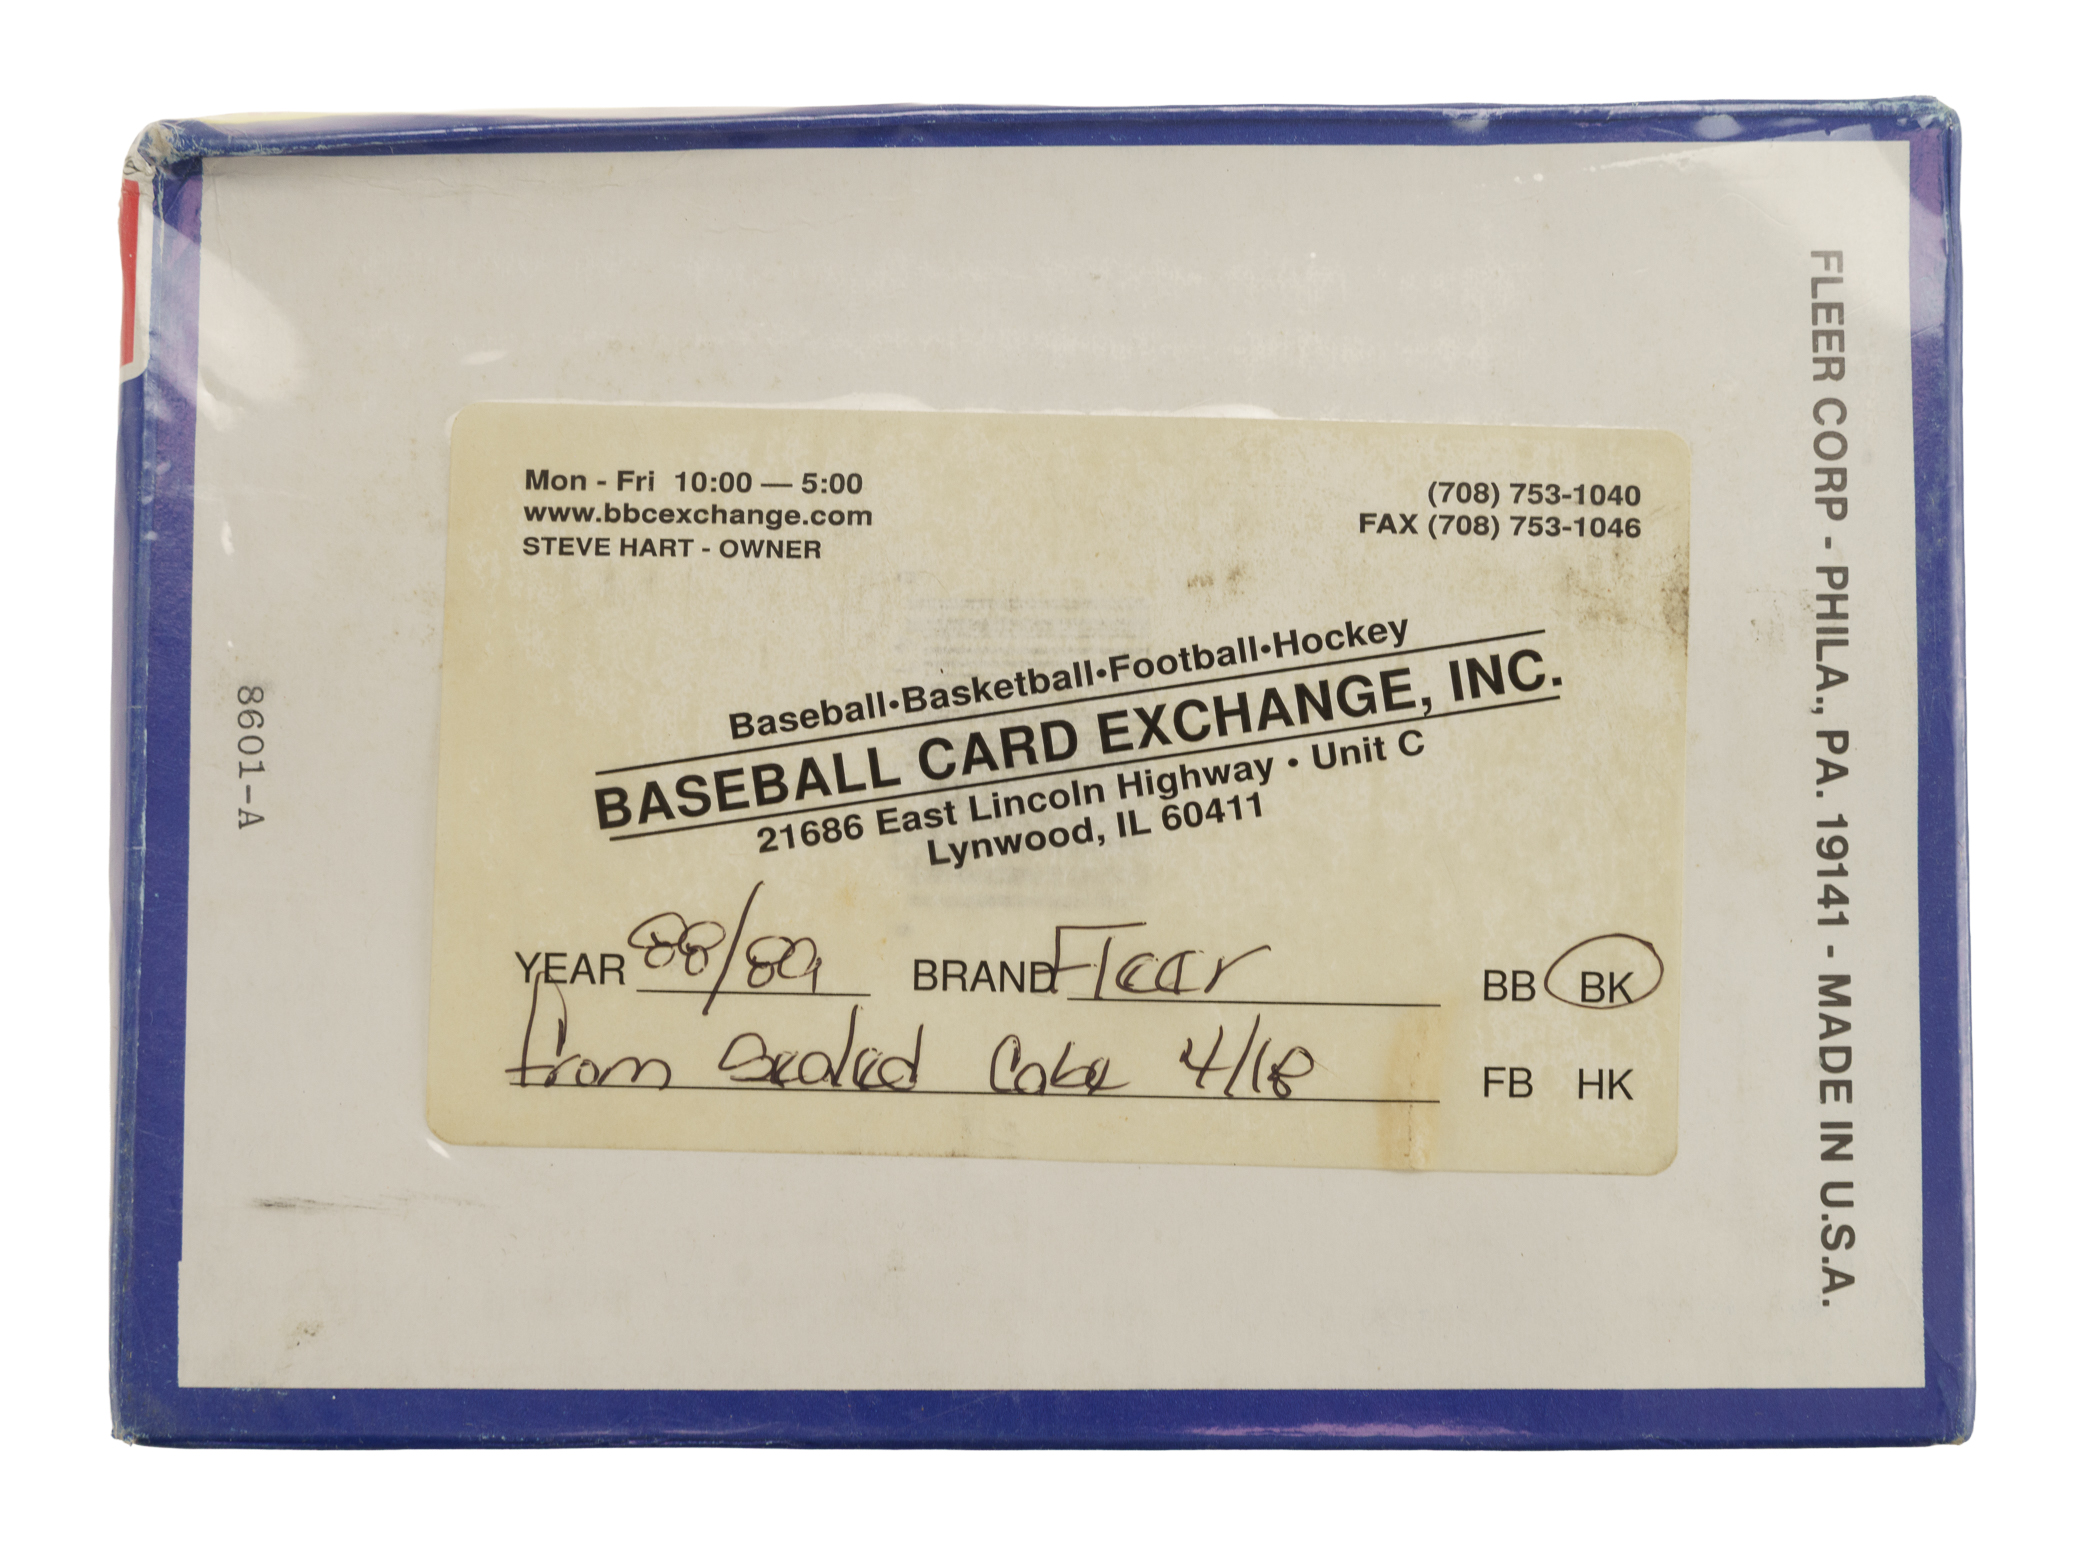 Mon - Fri 10:00 — 5:00
www.bbcexchange.com
STEVE HART - OWNER
(708) 753-1040
FAX (708) 753-1046
Baseball•Basketball•Football•Hockey
BASEBALL CARD EXCHANGE, INC.
21686 East Lincoln Highway • Unit C
Lynwood, IL 60411
YEAR 88/89 BRAND Fleer BB BK
from Sealed Case 4/18 FB HK
FLEER CORP - PHILA., PA. 19141 - MADE IN U.S.A.
8601-A